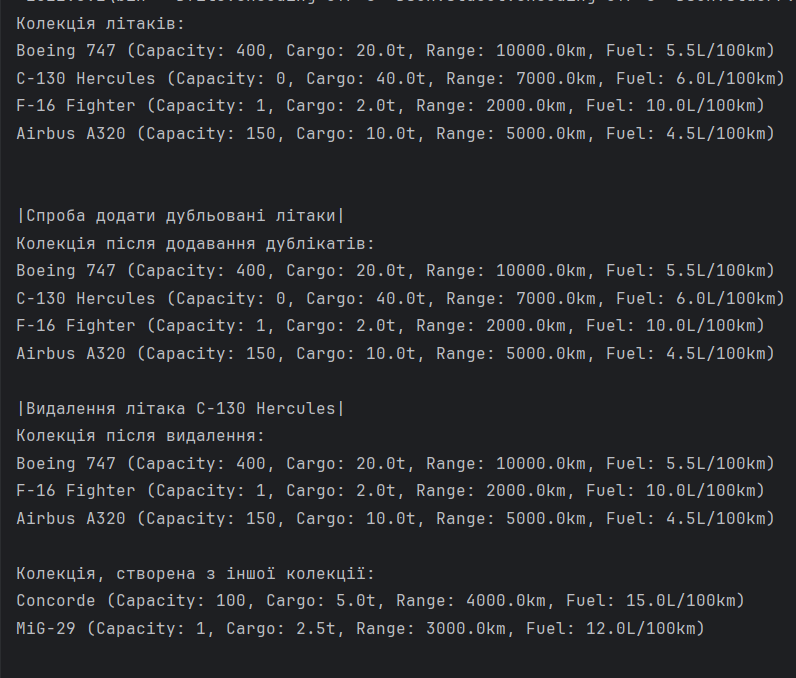 Колекція літаків:
Boeing 747 (Capacity: 400, Cargo: 20.0t, Range: 10000.0km, Fuel: 5.5L/100km)
C-130 Hercules (Capacity: 0, Cargo: 40.0t, Range: 7000.0km, Fuel: 6.0L/100km)
F-16 Fighter (Capacity: 1, Cargo: 2.0t, Range: 2000.0km, Fuel: 10.0L/100km)
Airbus A320 (Capacity: 150, Cargo: 10.0t, Range: 5000.0km, Fuel: 4.5L/100km)
|Спроба додати дубльовані літаки|
Колекція після додавання дублікатів:
Boeing 747 (Capacity: 400, Cargo: 20.0t, Range: 10000.0km, Fuel: 5.5L/100km)
C-130 Hercules (Capacity: 0, Cargo: 40.0t, Range: 7000.0km, Fuel: 6.0L/100km)
F-16 Fighter (Capacity: 1, Cargo: 2.0t, Range: 2000.0km, Fuel: 10.0L/100km)
Airbus A320 (Capacity: 150, Cargo: 10.0t, Range: 5000.0km, Fuel: 4.5L/100km)
|Видалення літака C-130 Hercules|
Колекція після видалення:
Boeing 747 (Capacity: 400, Cargo: 20.0t, Range: 10000.0km, Fuel: 5.5L/100km)
F-16 Fighter (Capacity: 1, Cargo: 2.0t, Range: 2000.0km, Fuel: 10.0L/100km)
Airbus A320 (Capacity: 150, Cargo: 10.0t, Range: 5000.0km, Fuel: 4.5L/100km)
Колекція, створена з іншої колекції:
Concorde (Capacity: 100, Cargo: 5.0t, Range: 4000.0km, Fuel: 15.0L/100km)
MiG-29 (Capacity: 1, Cargo: 2.5t, Range: 3000.0km, Fuel: 12.0L/100km)